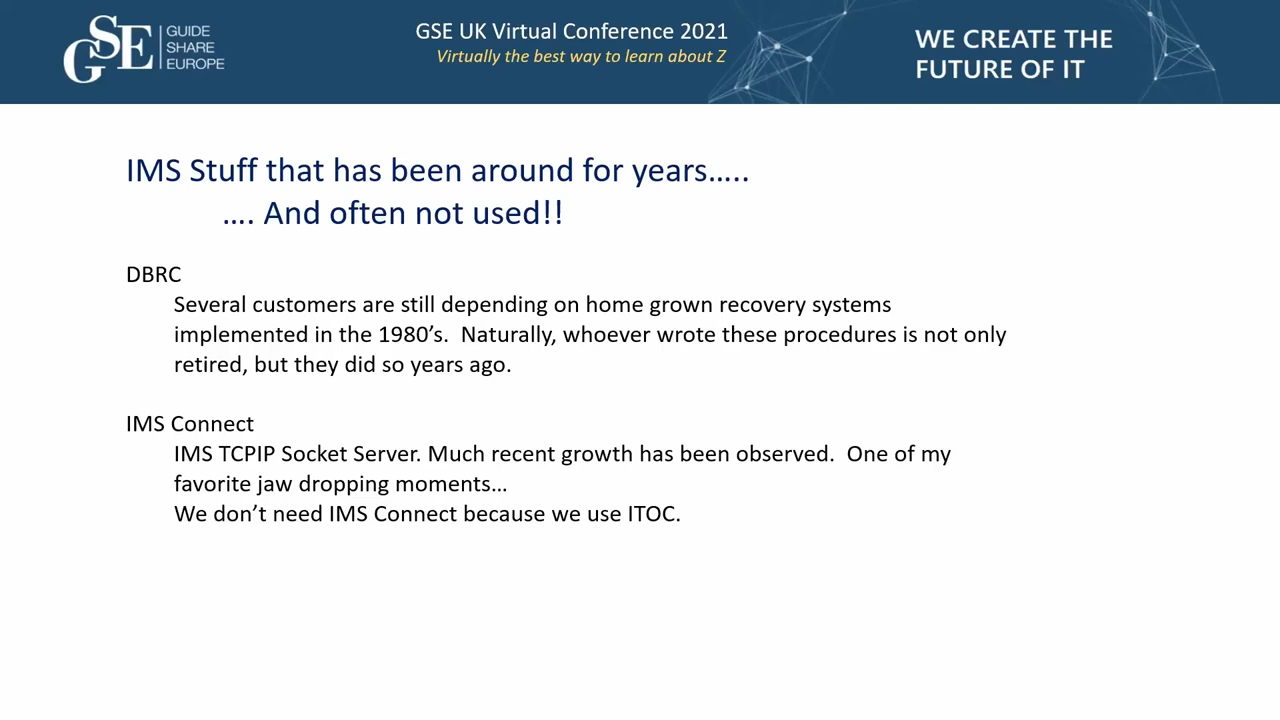 GSE
GUIDE
SHARE
EUROPE
GSE UK Virtual Conference 2021
Virtually the best way to learn about Z
WE CREATE THE
FUTURE OF IT
IMS Stuff that has been around for years…..
…. And often not used!!
DBRC
Several customers are still depending on home grown recovery systems
implemented in the 1980’s.  Naturally, whoever wrote these procedures is not only
retired, but they did so years ago.
IMS Connect
IMS TCPIP Socket Server. Much recent growth has been observed.  One of my
favorite jaw dropping moments…
We don’t need IMS Connect because we use ITOC.